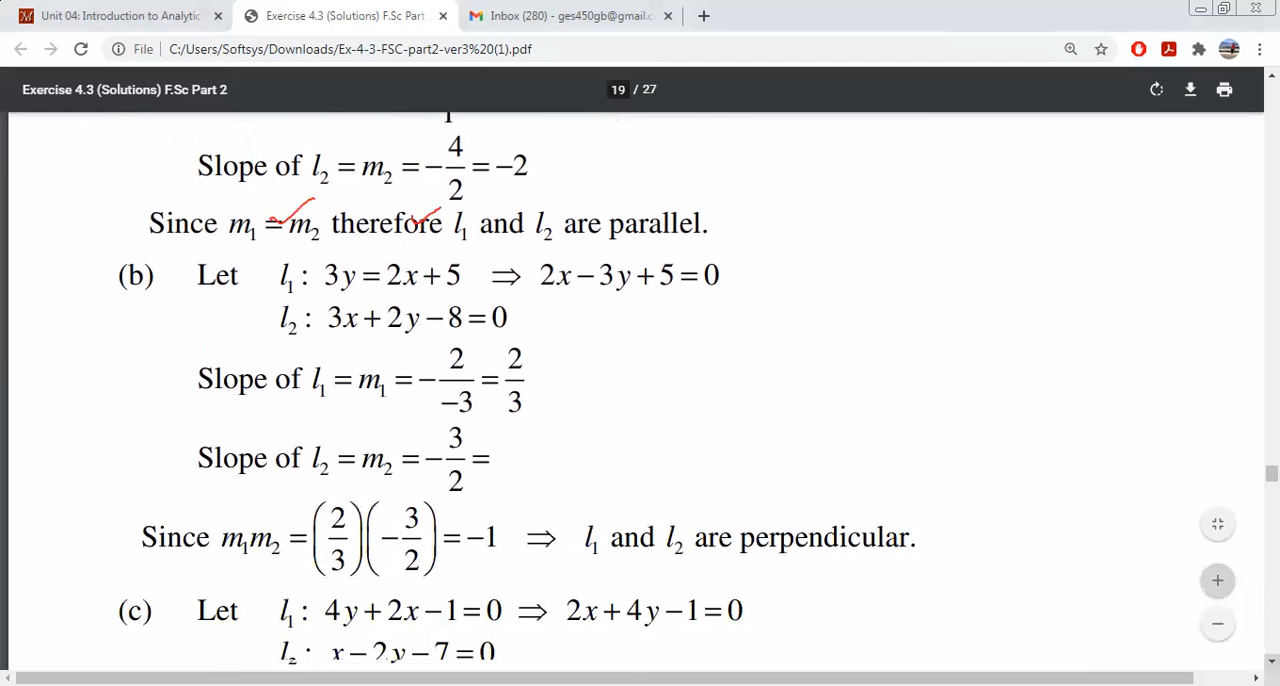 Unit 04: Introduction to Analytic
Exercise 4.3 (Solutions) F.Sc Part
Inbox (280) - ges450gb@gmail.c
File | C:/Users/Softsys/Downloads/Ex-4-3-FSC-part2-ver3%20(1).pdf
Exercise 4.3 (Solutions) F.Sc Part 2
19 / 27
Slope of l₂ = m₂ = −4/2 = −2
Since m₁ = m₂ therefore l₁ and l₂ are parallel.
(b) Let l₁: 3y = 2x + 5 ⇒ 2x − 3y + 5 = 0
l₂: 3x + 2y − 8 = 0
Slope of l₁ = m₁ = −2/−3 = 2/3
Slope of l₂ = m₂ = −3/2 =
Since m₁m₂ = (2/3)(−3/2) = −1 ⇒ l₁ and l₂ are perpendicular.
(c) Let l₁: 4y + 2x − 1 = 0 ⇒ 2x + 4y − 1 = 0
l₂: x − 2y − 7 = 0